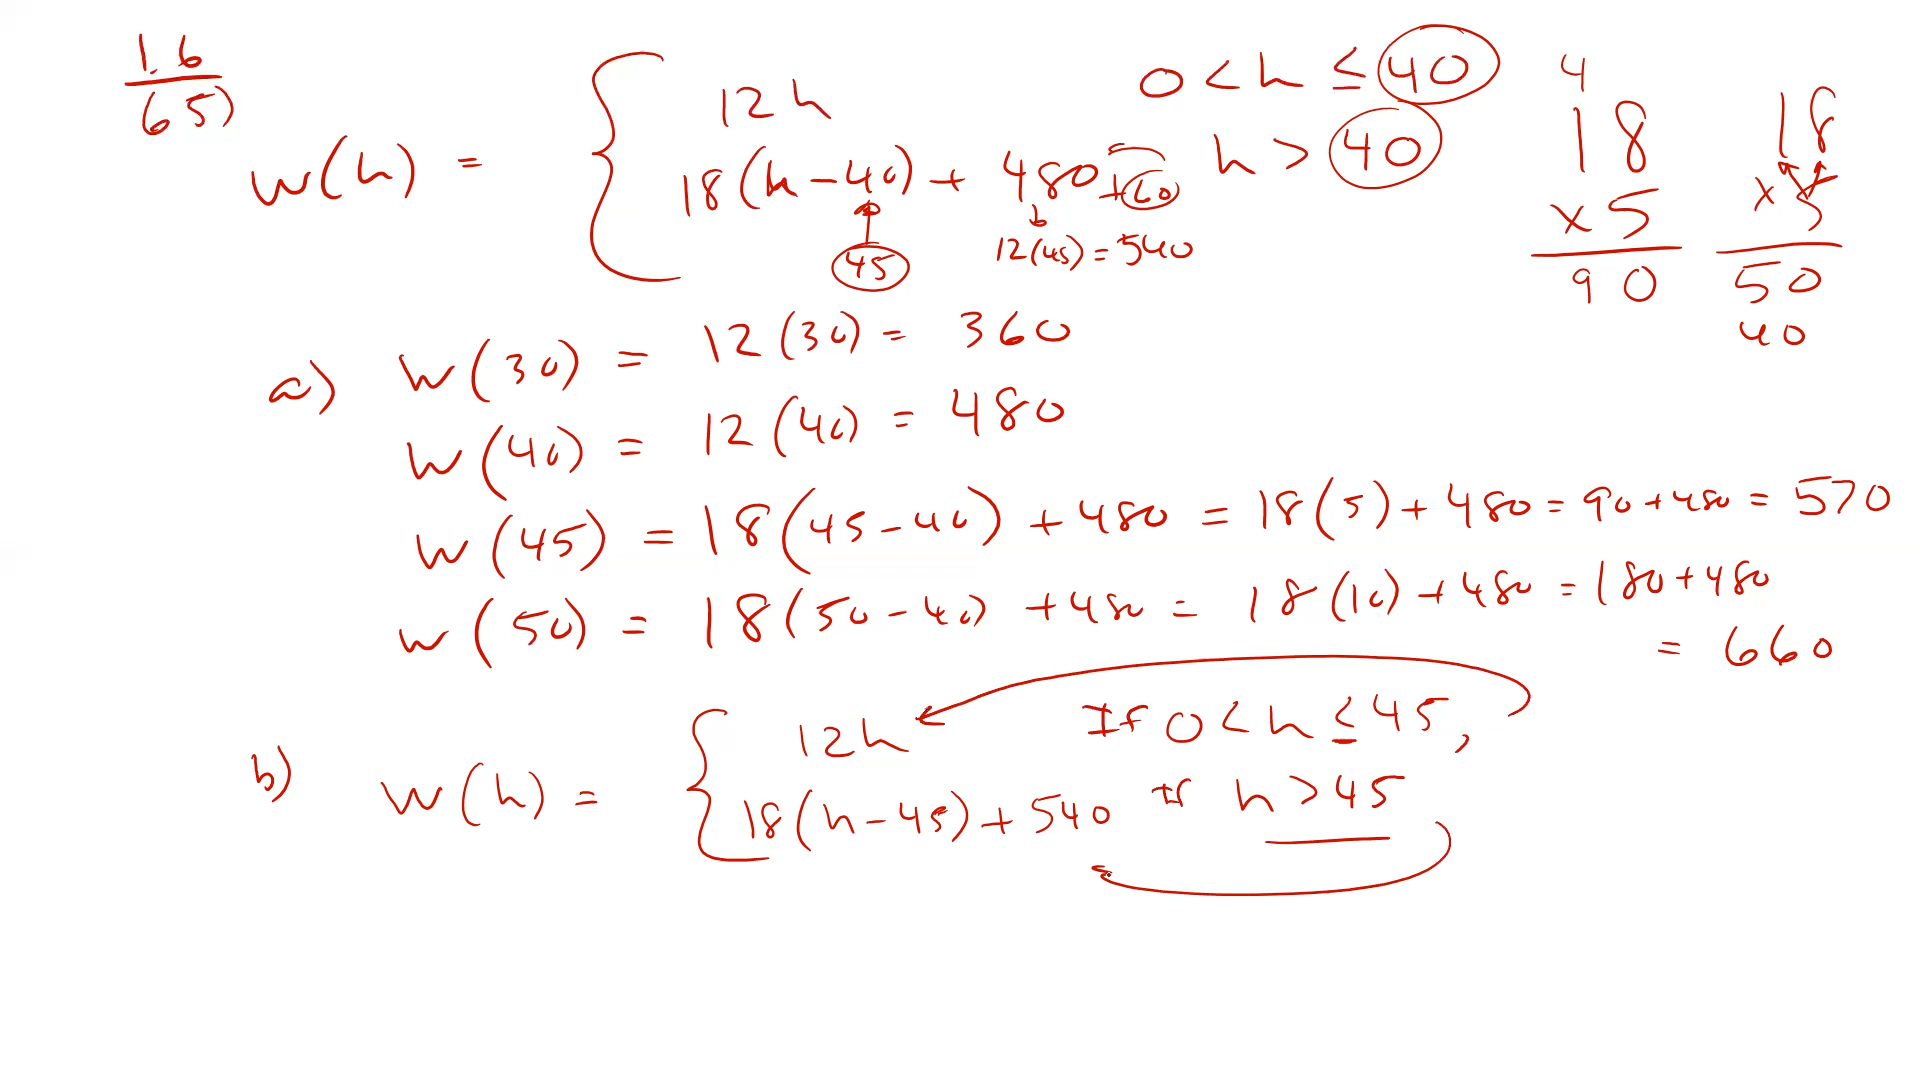 1.6
65)
W(h) = { 12h 0 < h ≤ 40
18(h-40) + 480 +60 h > 40
45
12(45) = 540
4
18
x 5
90
18
x 5
50
40
a) W(30) = 12(30) = 360
W(40) = 12(40) = 480
W(45) = 18(45-40) + 480 = 18(5) + 480 = 90 + 480 = 570
W(50) = 18(50-40) + 480 = 18(10) + 480 = 180 + 480
= 660
b) W(h) = { 12h If 0 < h ≤ 45,
18(h-45) + 540 If h > 45